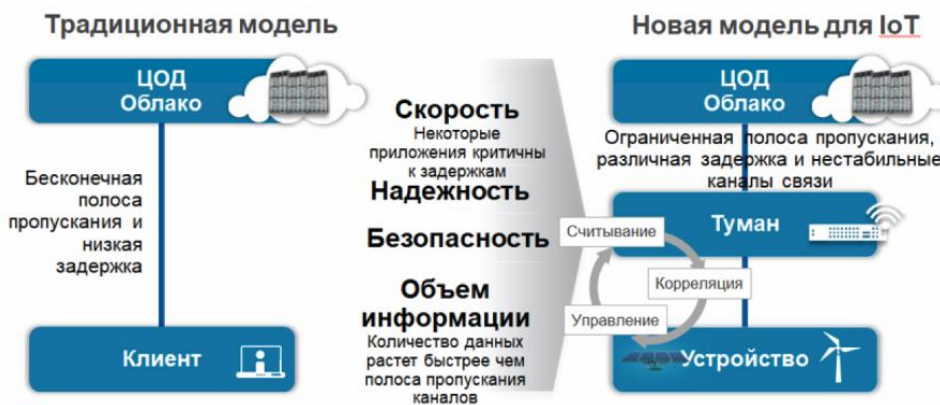 Традиционная модель
ЦОД
Облако
Бесконечная
полоса
пропускания и
низкая
задержка
Клиент
Скорость
Некоторые
приложения критичны
к задержкам
Надежность
Безопасность
Объем
информации
Количество данных
растет быстрее чем
полоса пропускания
каналов
Новая модель для IoT
ЦОД
Облако
Ограниченная полоса пропускания,
различная задержка и нестабильные
каналы связи
Туман
Считывание
Корреляция
Управление
Устройство